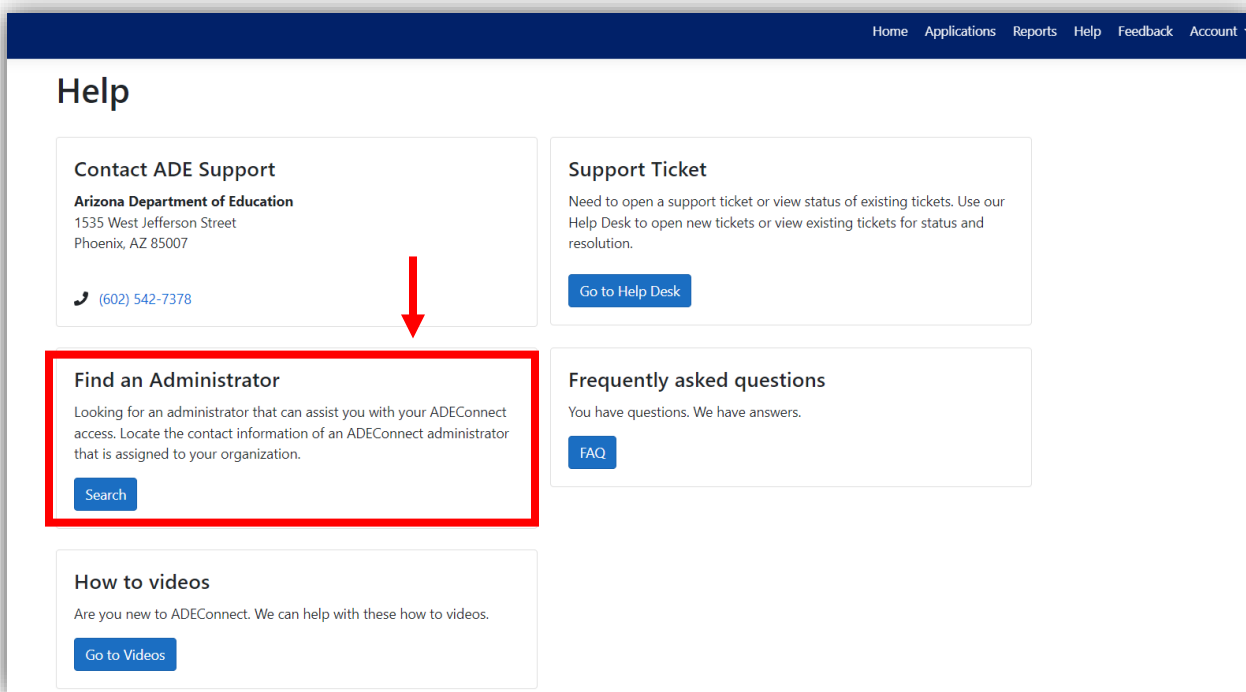 Home Applications Reports Help Feedback Account
Help
Contact ADE Support
Arizona Department of Education
1535 West Jefferson Street
Phoenix, AZ 85007
(602) 542-7378
Support Ticket
Need to open a support ticket or view status of existing tickets. Use our
Help Desk to open new tickets or view existing tickets for status and
resolution.
Go to Help Desk
Find an Administrator
Looking for an administrator that can assist you with your ADEConnect
access. Locate the contact information of an ADEConnect administrator
that is assigned to your organization.
Search
Frequently asked questions
You have questions. We have answers.
FAQ
How to videos
Are you new to ADEConnect. We can help with these how to videos.
Go to Videos